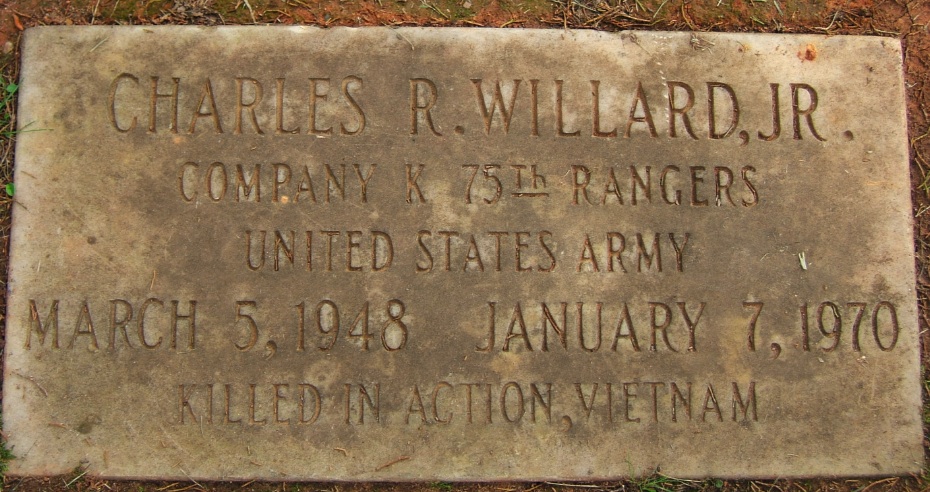 CHARLES R. WILLARD, JR.
COMPANY K 75Th RANGERS
UNITED STATES ARMY
MARCH 5, 1948 JANUARY 7, 1970
KILLED IN ACTION, VIETNAM